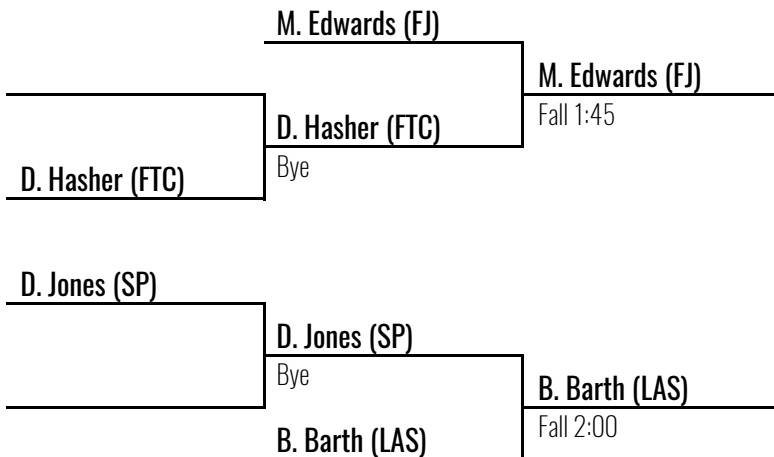 M. Edwards (FJ)
M. Edwards (FJ)
Fall 1:45
D. Hasher (FTC)
Bye
D. Hasher (FTC)
D. Jones (SP)
D. Jones (SP)
Bye
B. Barth (LAS)
Fall 2:00
B. Barth (LAS)